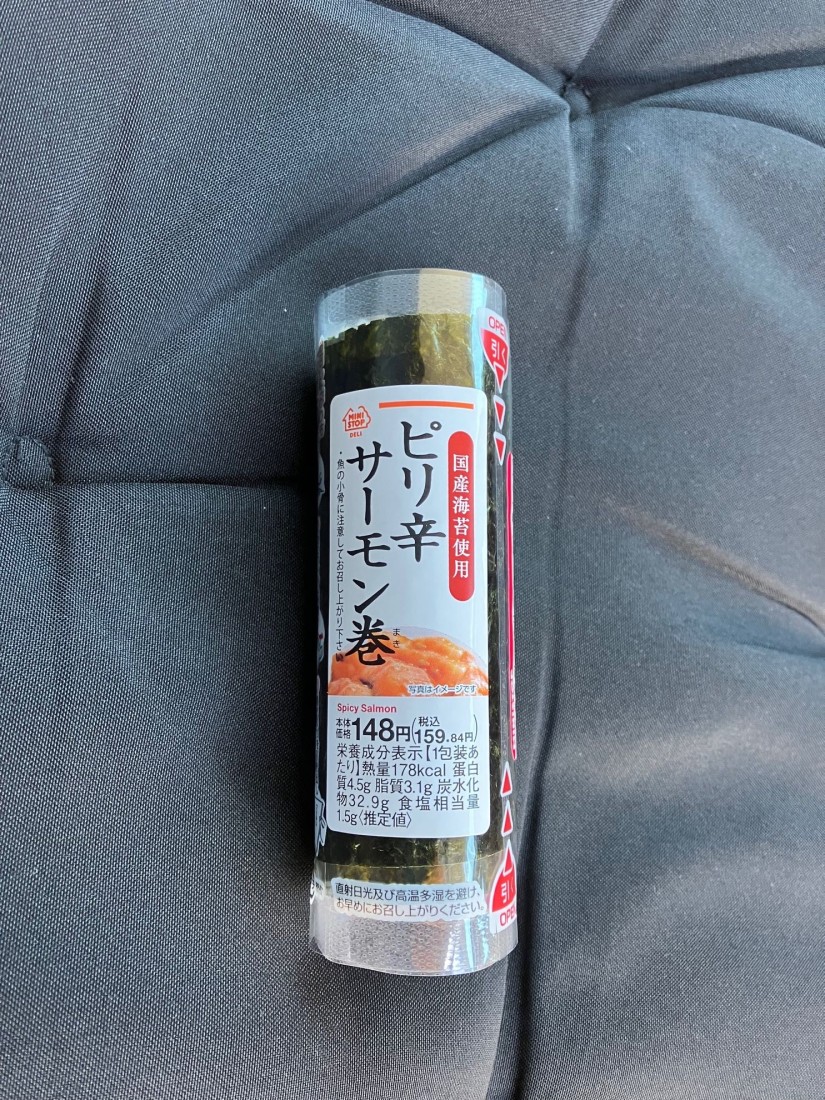 OPEN
引く
MINI
STOP
DELI
国産海苔使用
ピリ辛
サーモン巻
まき
・魚の小骨に注意してお召し上がり下さい
写真はイメージです
Spicy Salmon
本体
価格148円(税込
159.84円)
栄養成分表示【1包装あ
たり】熱量178kcal 蛋白
質4.5g 脂質3.1g 炭水化
物32.9g 食塩相当量
1.5g〈推定値〉
直射日光及び高温多湿を避け、
お早めにお召し上がりください。
引く
OPEN